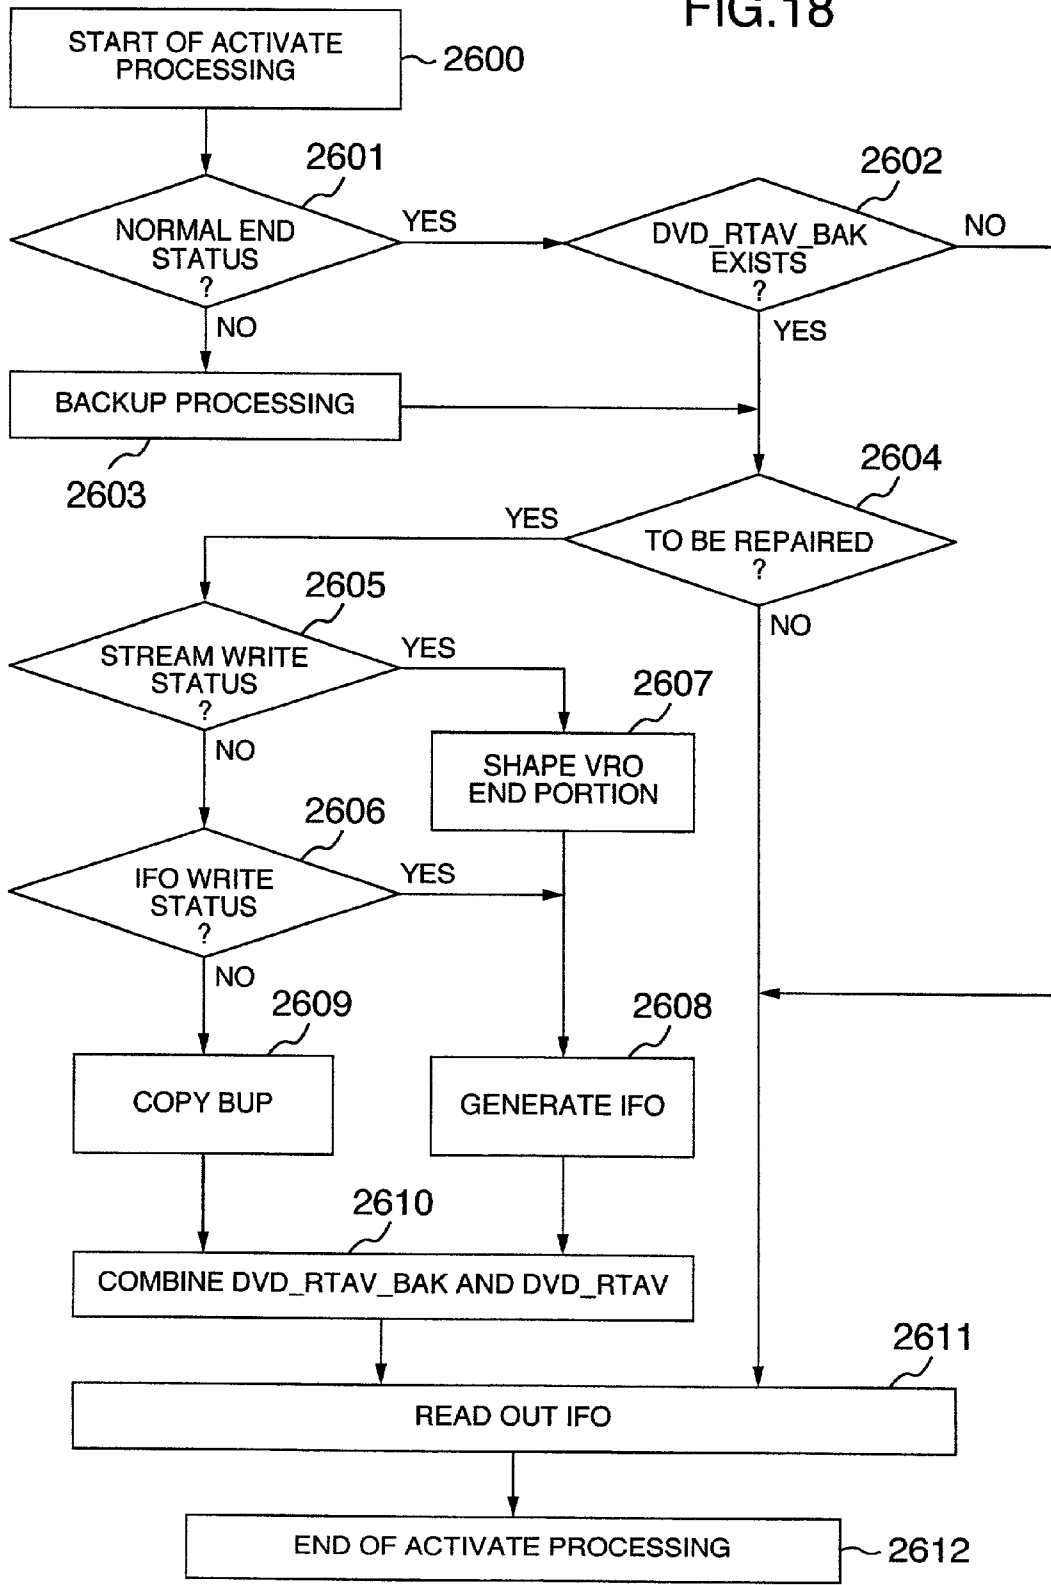 FIG.18
START OF ACTIVATE
PROCESSING
2600
2601
NORMAL END
STATUS
?
YES
NO
2602
DVD_RTAV_BAK
EXISTS
?
NO
YES
BACKUP PROCESSING
2603
2604
TO BE REPAIRED
?
YES
NO
2605
STREAM WRITE
STATUS
?
YES
NO
2607
SHAPE VRO
END PORTION
2606
IFO WRITE
STATUS
?
YES
NO
2609
COPY BUP
2608
GENERATE IFO
2610
COMBINE DVD_RTAV_BAK AND DVD_RTAV
2611
READ OUT IFO
END OF ACTIVATE PROCESSING
2612